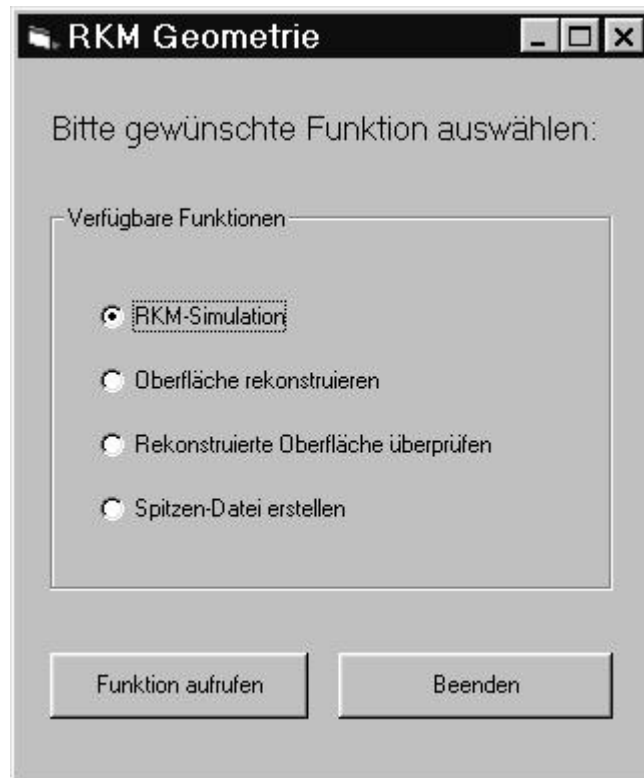 RKM Geometrie
Bitte gewünschte Funktion auswählen:
Verfügbare Funktionen
RKM-Simulation
Oberfläche rekonstruieren
Rekonstruierte Oberfläche überprüfen
Spitzen-Datei erstellen
Funktion aufrufen
Beenden